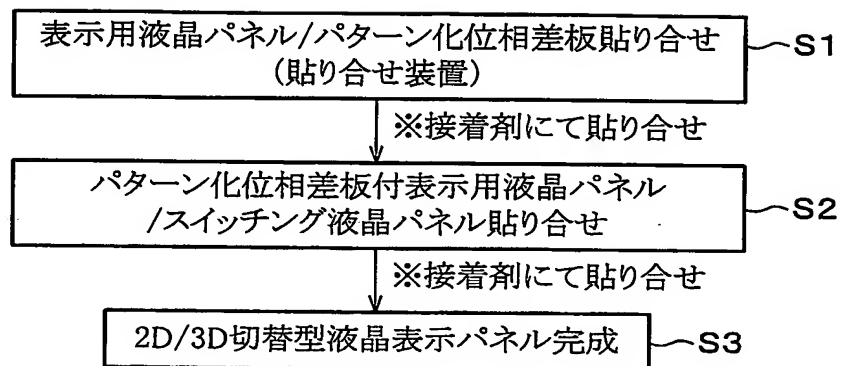 表示用液晶パネル/パターン化位相差板貼り合せ
(貼り合せ装置)
S1
※接着剤にて貼り合せ
パターン化位相差板付表示用液晶パネル
/スイッチング液晶パネル貼り合せ
S2
※接着剤にて貼り合せ
2D/3D切替型液晶表示パネル完成
S3